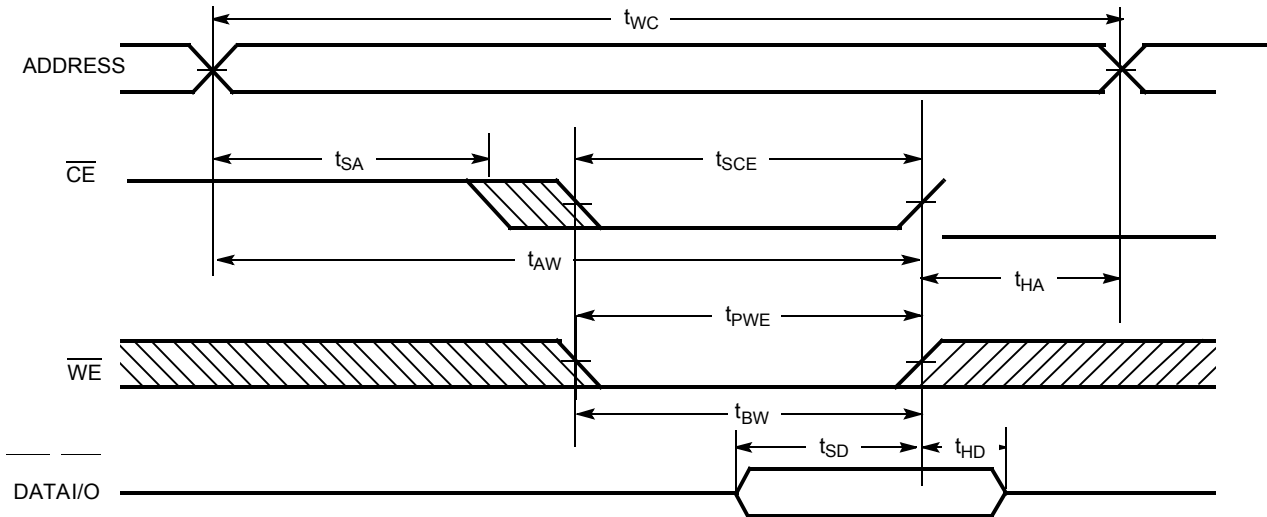 tWC
ADDRESS
tSA
tSCE
CE
tAW
tHA
tPWE
WE
tBW
tSD
tHD
DATAI/O